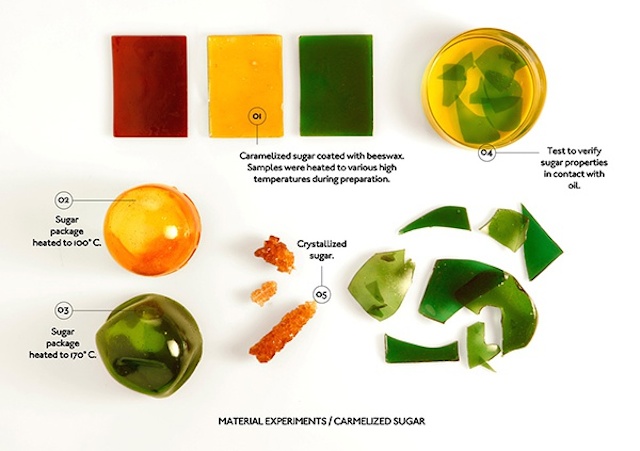 01
Caramelized sugar coated with beeswax.
Samples were heated to various high
temperatures during preparation.
04
Test to verify
sugar properties
in contact with
oil.
02
Sugar
package
heated to 100° C.
Crystallized
sugar.
05
03
Sugar
package
heated to 170° C.
MATERIAL EXPERIMENTS / CARMELIZED SUGAR